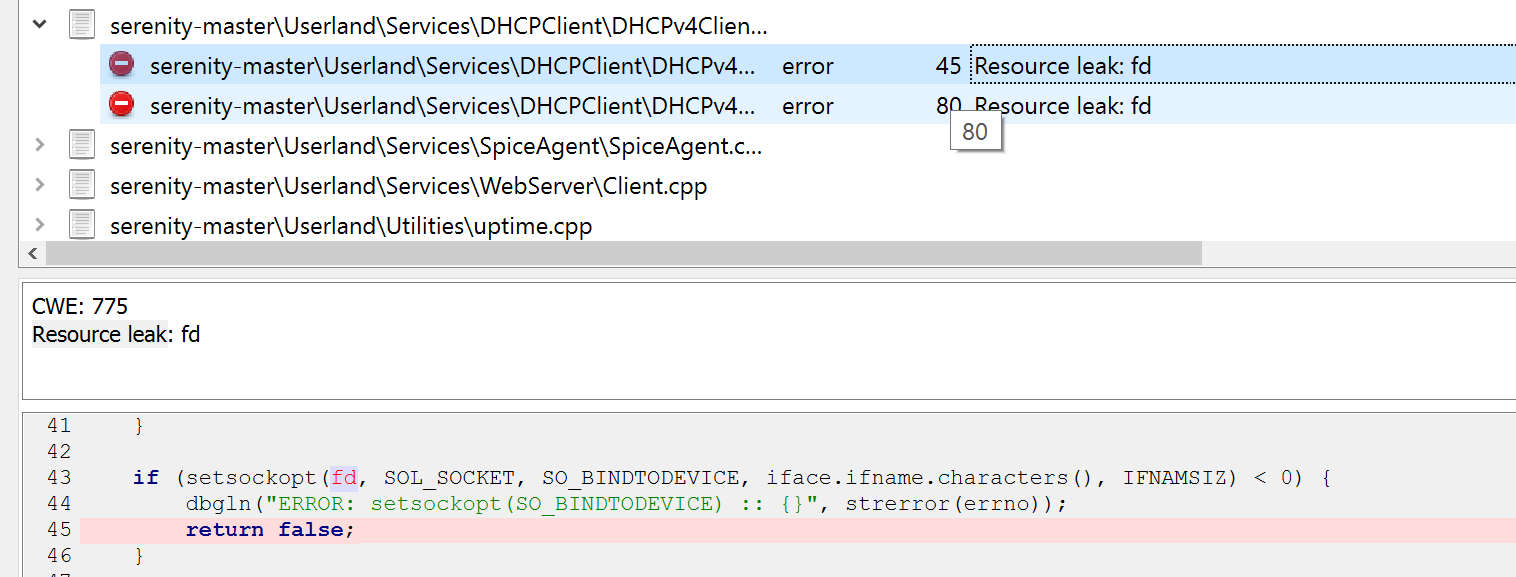 serenity-master\Userland\Services\DHCPClient\DHCPv4Clien...
serenity-master\Userland\Services\DHCPClient\DHCPv4... error 45 Resource leak: fd
serenity-master\Userland\Services\DHCPClient\DHCPv4... error 80 Resource leak: fd
80
serenity-master\Userland\Services\SpiceAgent\SpiceAgent.c...
serenity-master\Userland\Services\WebServer\Client.cpp
serenity-master\Userland\Utilities\uptime.cpp
CWE: 775
Resource leak: fd
41 }
42
43 if (setsockopt(fd, SOL_SOCKET, SO_BINDTODEVICE, iface.ifname.characters(), IFNAMSIZ) < 0) {
44 dbgln("ERROR: setsockopt(SO_BINDTODEVICE) :: {}", strerror(errno));
45 return false;
46 }